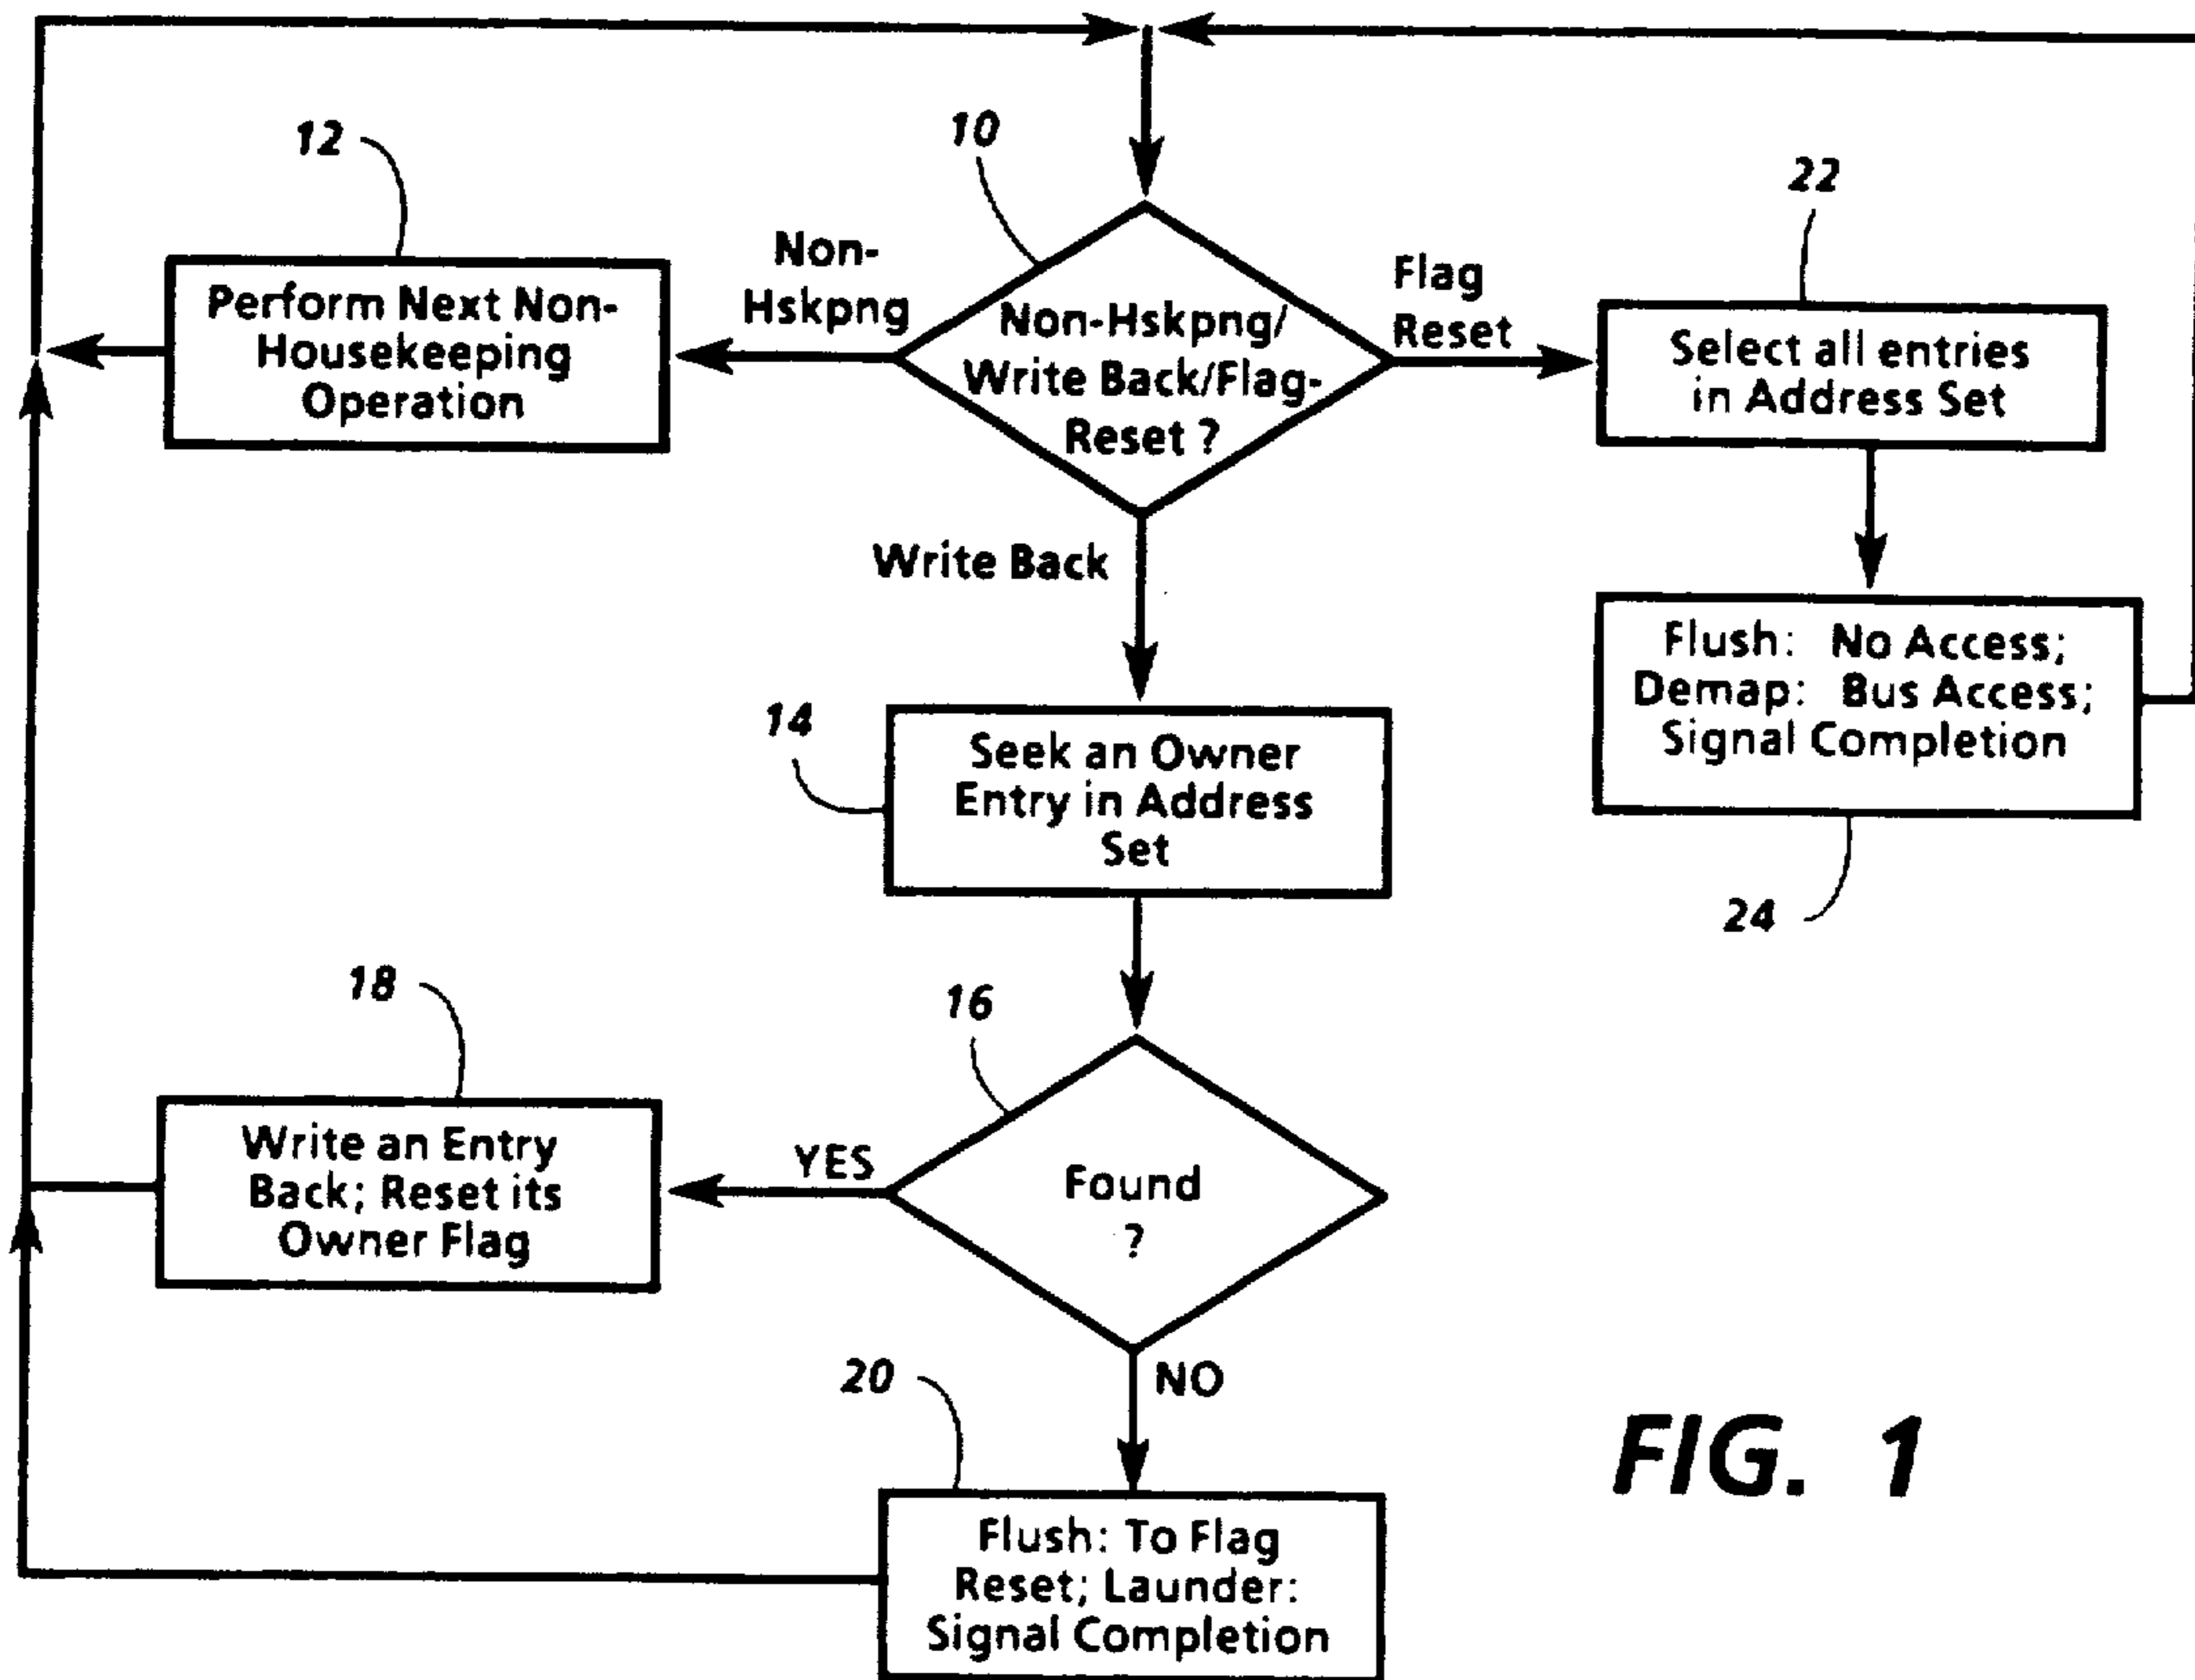 12
10
22
Non-
Hskpng
Flag
Reset
Perform Next Non-
Housekeeping
Operation
Non-Hskpng/
Write Back/Flag-
Reset ?
Select all entries
in Address Set
Write Back
Flush: No Access;
Demap: Bus Access;
Signal Completion
14
Seek an Owner
Entry in Address
Set
24
18
16
Write an Entry
Back; Reset its
Owner Flag
YES
Found
?
20
NO
Flush: To Flag
Reset; Launder:
Signal Completion
FIG. 1